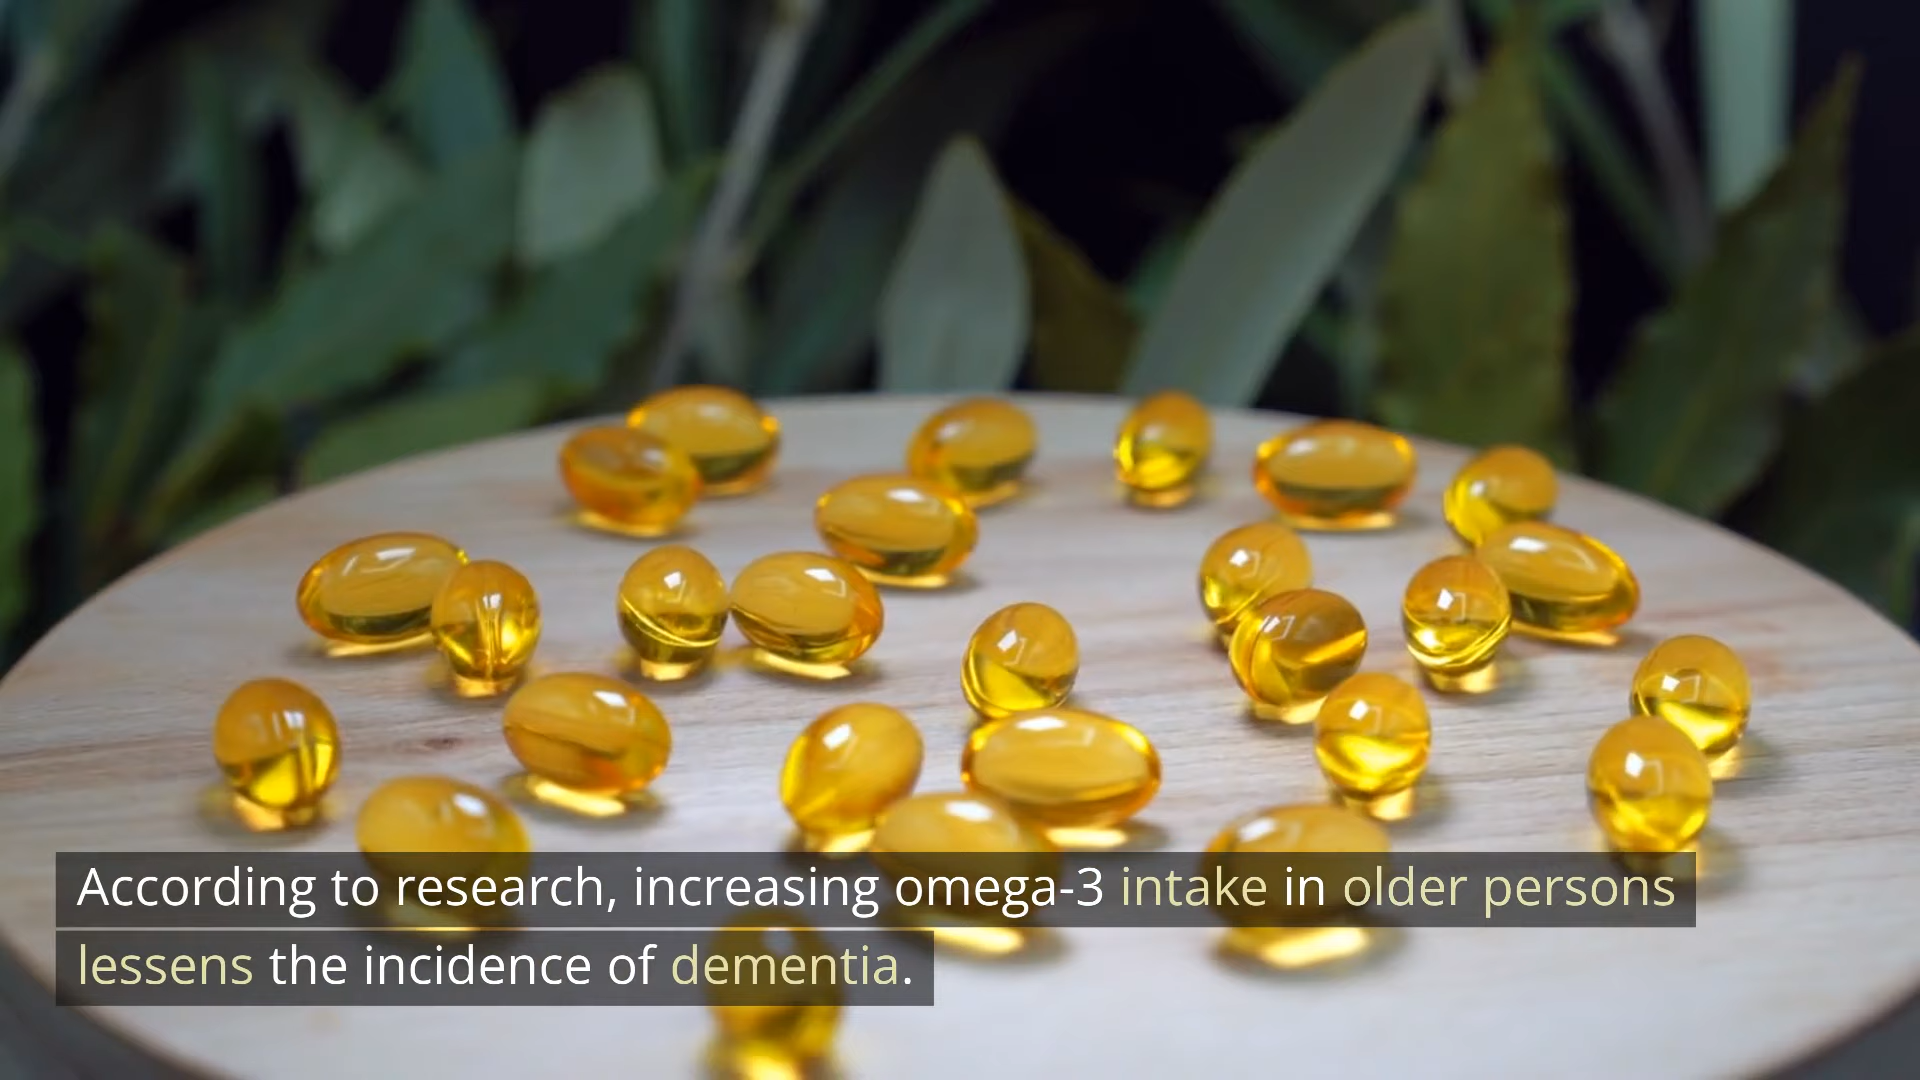 According to research, increasing omega-3 intake in older persons
lessens the incidence of dementia.